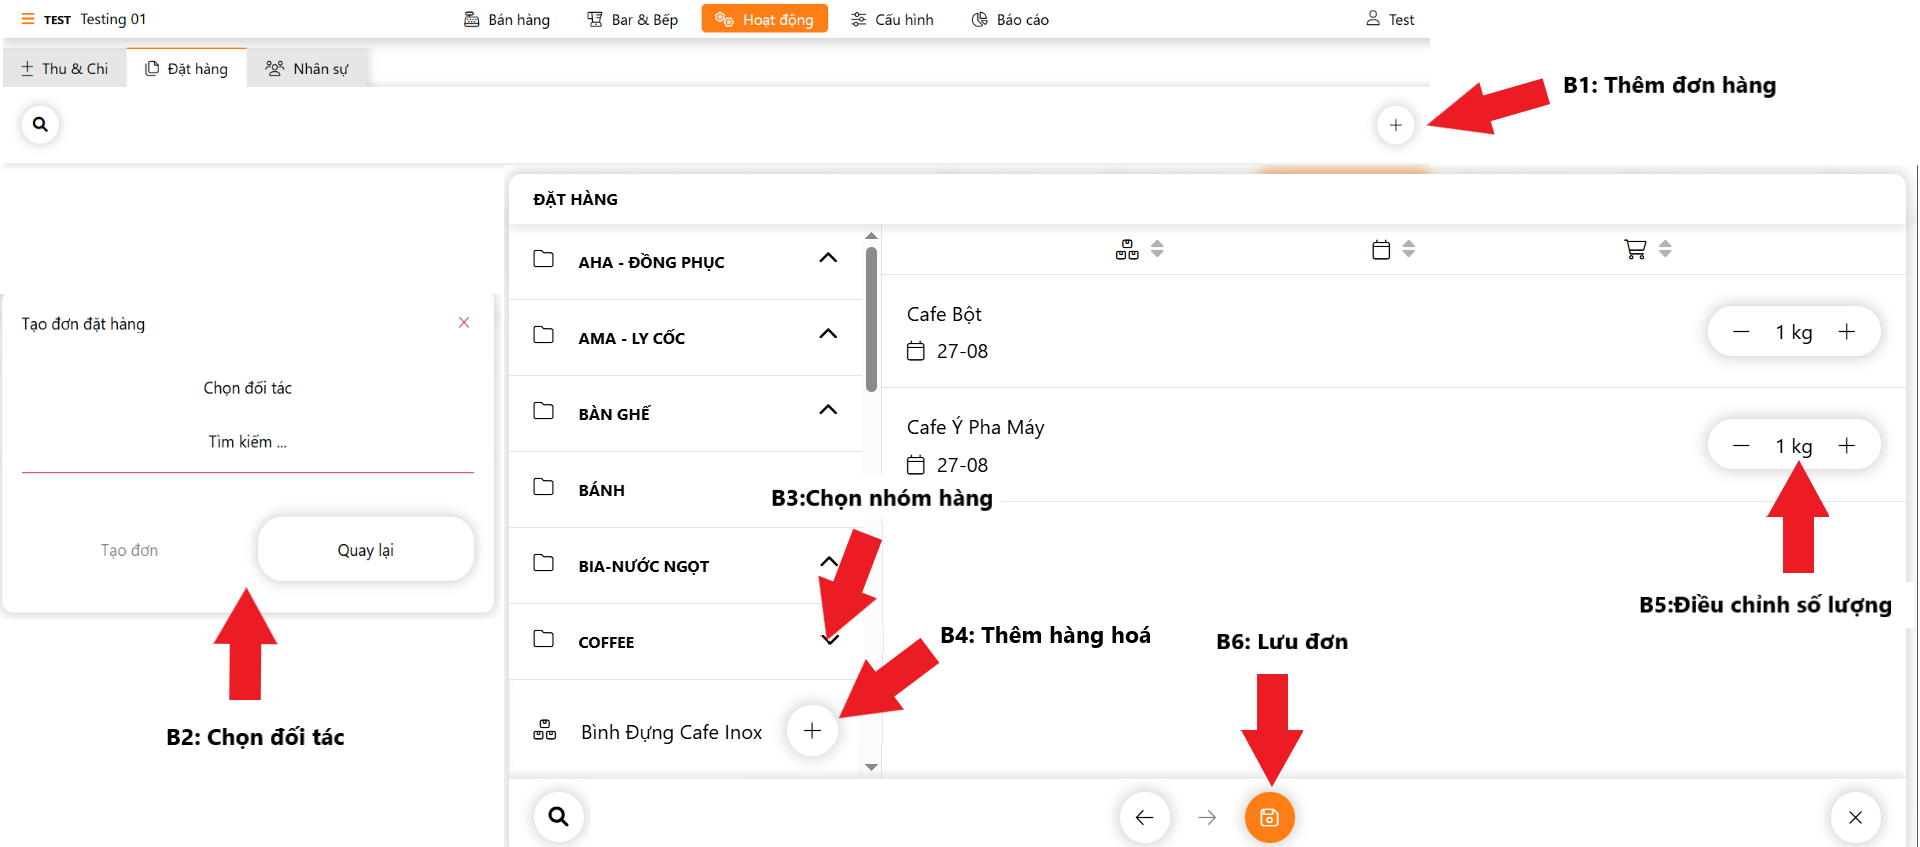 TEST Testing 01
Bán hàng
Bar & Bếp
Hoạt động
Cấu hình
Báo cáo
Test
Thu & Chi
Đặt hàng
Nhân sự
B1: Thêm đơn hàng
ĐẶT HÀNG
AHA - ĐỒNG PHỤC
AMA - LY CỐC
BÀN GHẾ
BÁNH
B3:Chọn nhóm hàng
BIA-NƯỚC NGỌT
COFFEE
B4: Thêm hàng hoá
Bình Đựng Cafe Inox
Cafe Bột
27-08
1 kg
Cafe Ý Pha Máy
27-08
1 kg
B5:Điều chỉnh số lượng
B6: Lưu đơn
Tạo đơn đặt hàng
Chọn đối tác
Tìm kiếm ...
Tạo đơn
Quay lại
B2: Chọn đối tác